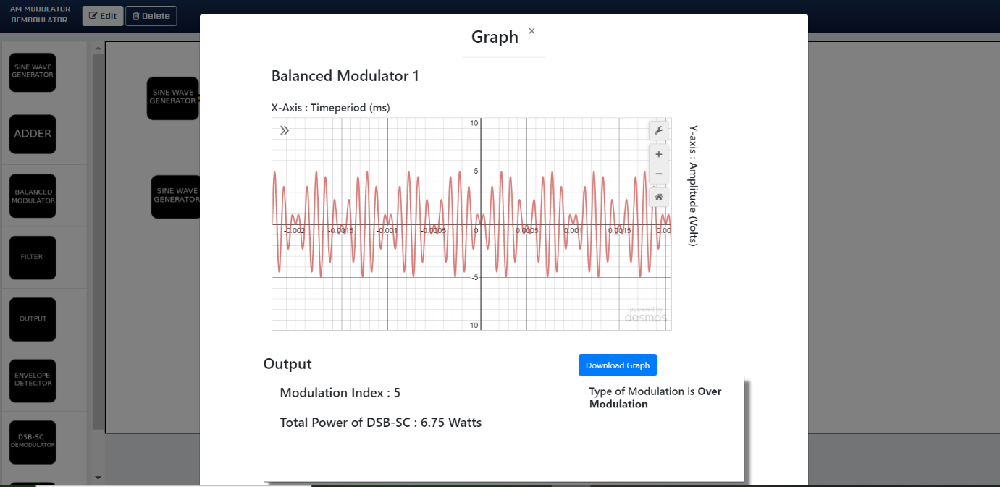 AM MODULATOR
DEMODULATOR
Edit
Delete
SINE WAVE
GENERATOR
ADDER
BALANCED
MODULATOR
FILTER
OUTPUT
ENVELOPE
DETECTOR
DSB-SC
DEMODULATOR
SINE WAVE
GENERATOR
SINE WAVE
GENERATOR
Graph ×
Balanced Modulator 1
X-Axis : Timeperiod (ms)
10
5
-0.002 -0.0015 -0.001 -0.0005 0 0.0005 0.001 0.0015 0.00
-5
-10
powered by
desmos
Y-axis : Amplitude (Volts)
Output
Download Graph
Modulation Index : 5
Type of Modulation is Over
Modulation
Total Power of DSB-SC : 6.75 Watts